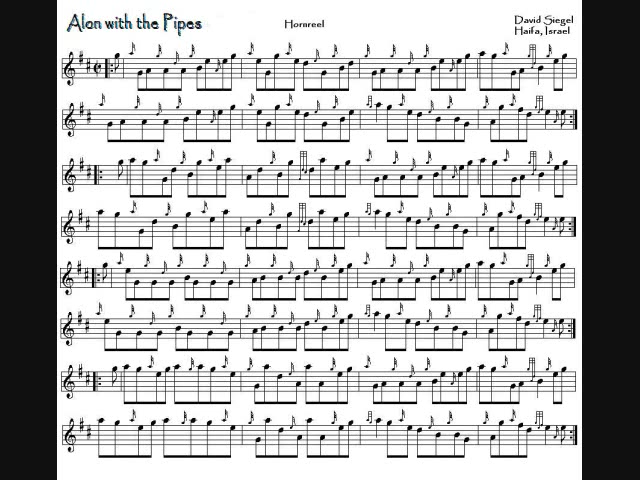 Alon with the Pipes
Hornreel
David Siegel
Haifa, Israel